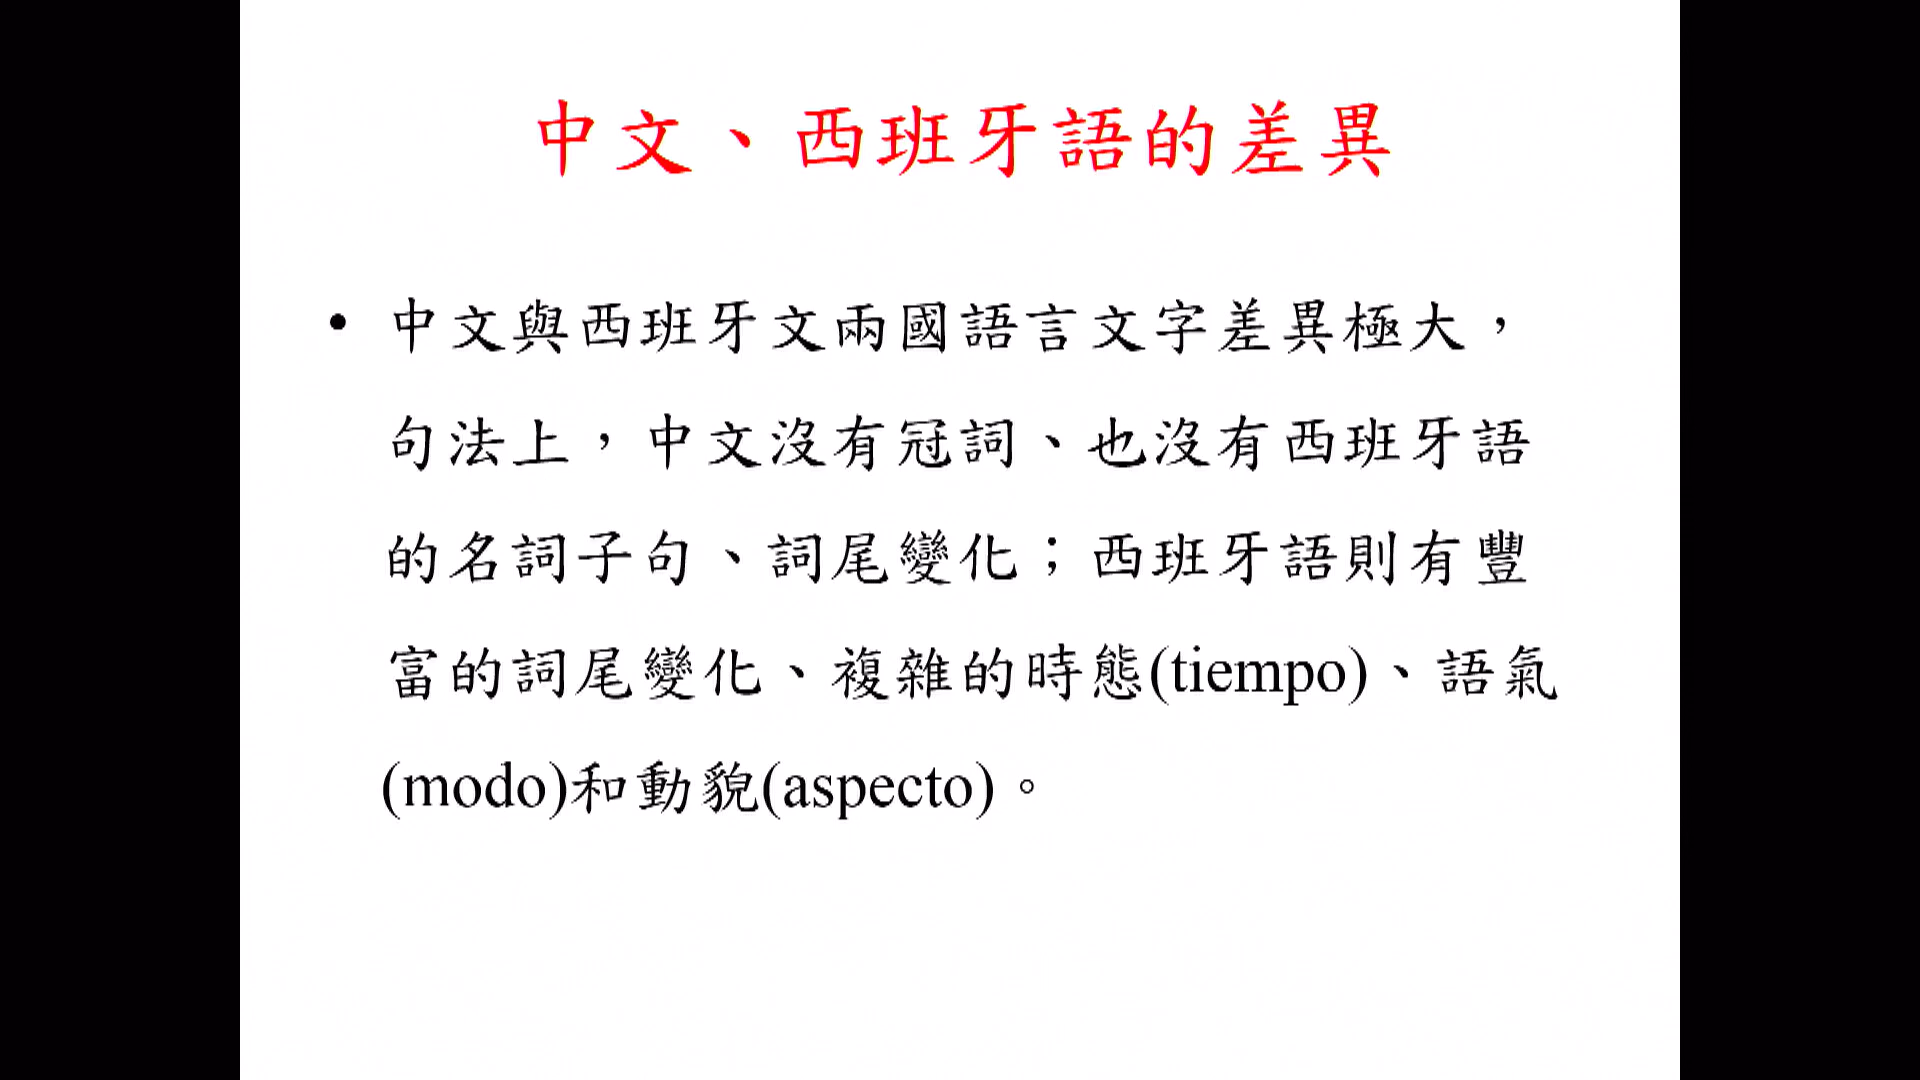 中文、西班牙語的差異
• 中文與西班牙文兩國語言文字差異極大，
句法上，中文沒有冠詞、也沒有西班牙語
的名詞子句、詞尾變化；西班牙語則有豐
富的詞尾變化、複雜的時態(tiempo)、語氣
(modo)和動貌(aspecto)。